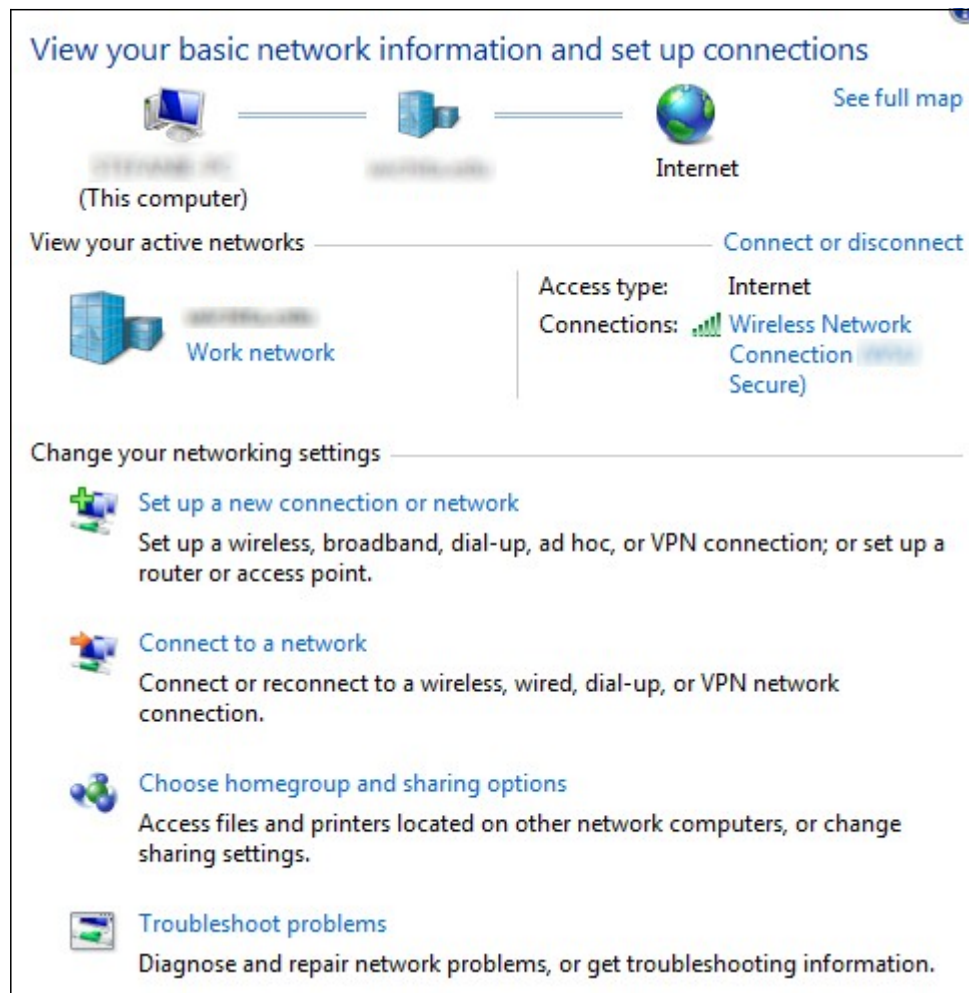 View your basic network information and set up connections
See full map
Internet
(This computer)
View your active networks
Connect or disconnect
Work network
Access type: Internet
Connections: Wireless Network
Connection
Secure)
Change your networking settings
Set up a new connection or network
Set up a wireless, broadband, dial-up, ad hoc, or VPN connection; or set up a
router or access point.
Connect to a network
Connect or reconnect to a wireless, wired, dial-up, or VPN network
connection.
Choose homegroup and sharing options
Access files and printers located on other network computers, or change
sharing settings.
Troubleshoot problems
Diagnose and repair network problems, or get troubleshooting information.